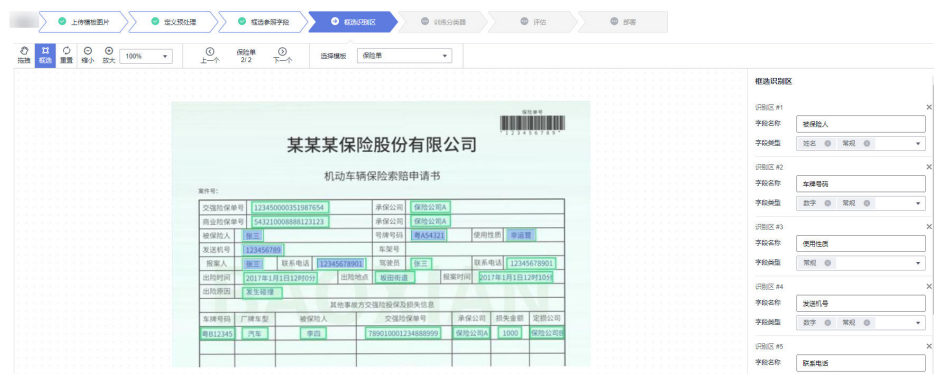 上传模板图片 定义预处理 框选参照字段 框选识别区 训练分类器 评估 部署
拖拽 框选 重置 缩小 放大 100% 上一个 保险单 2/2 下一个 选择模板 保险单
框选识别区
识别区 #1
字段名称 被保险人
字段类型 姓名 常规
识别区 #2
字段名称 车牌号码
字段类型 数字 常规
识别区 #3
字段名称 使用性质
字段类型 常规
识别区 #4
字段名称 发送机号
字段类型 数字 常规
识别区 #5
字段名称 联系电话
保险单号
*123456789*
某某某保险股份有限公司
机动车辆保险索赔申请书
案件号:
交强险保单号 123450000351987654 承保公司 保险公司A
商业险保单号 543210008888123123 承保公司 保险公司A
被保险人 张三 号牌号码 粤A54321 使用性质 非运营
发送机号 123456789 车架号
报案人 张三 联系电话 12345678901 驾驶员 张三 联系电话 12345678901
出险时间 2017年1月1日12时0分 出险地点 坂田街道 报案时间 2017年1月1日12时10分
出险原因 发生碰撞
其他事故方交强险投保及损失信息
车牌号码 厂牌车型 被保险人 交强险保单号 承保公司 损失金额 定损公司
粤B12345 汽车 李四 789010001234888999 保险公司A 1000 保险公司B